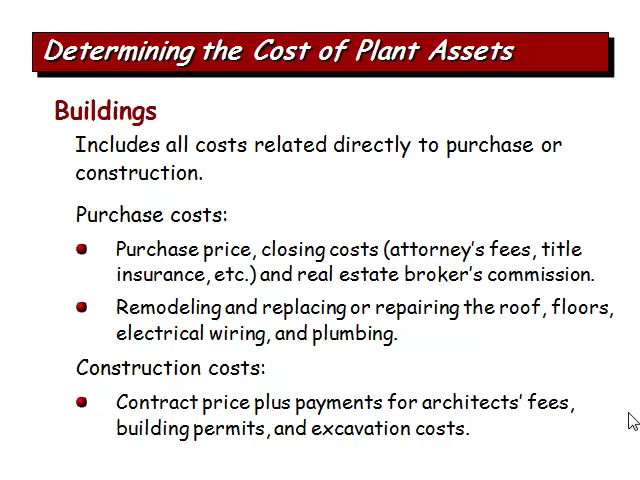 Determining the Cost of Plant Assets
Buildings
Includes all costs related directly to purchase or
construction.
Purchase costs:
Purchase price, closing costs (attorney's fees, title
insurance, etc.) and real estate broker's commission.
Remodeling and replacing or repairing the roof, floors,
electrical wiring, and plumbing.
Construction costs:
Contract price plus payments for architects' fees,
building permits, and excavation costs.